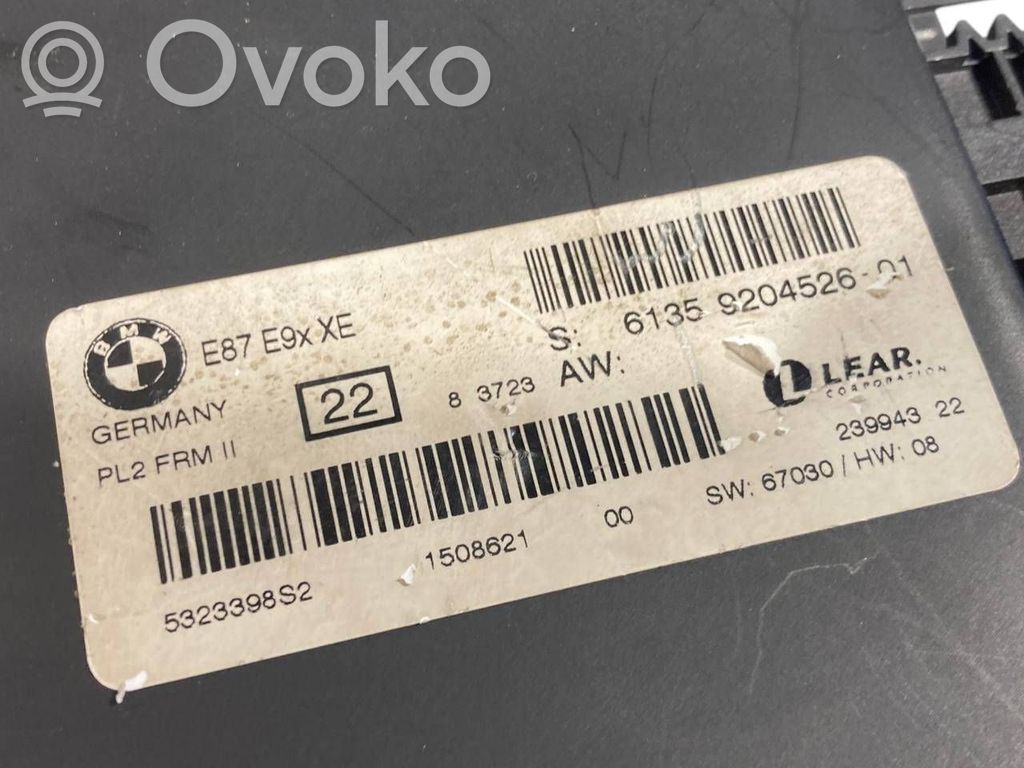 Ovoko
BMW
E87 E9x XE
GERMANY
PL2 FRM II
22
8 3723
S: 6135 9204526-01
AW:
LEAR.
CORPORATION
239943 22
SW: 67030 / HW: 08
5323398S2
1508621
00